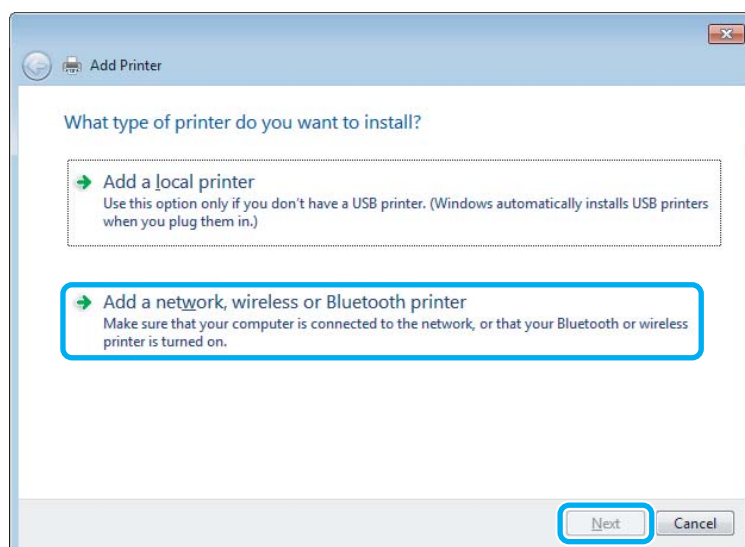 Add Printer
What type of printer do you want to install?
Add a local printer
Use this option only if you don't have a USB printer. (Windows automatically installs USB printers
when you plug them in.)
Add a network, wireless or Bluetooth printer
Make sure that your computer is connected to the network, or that your Bluetooth or wireless
printer is turned on.
Next
Cancel